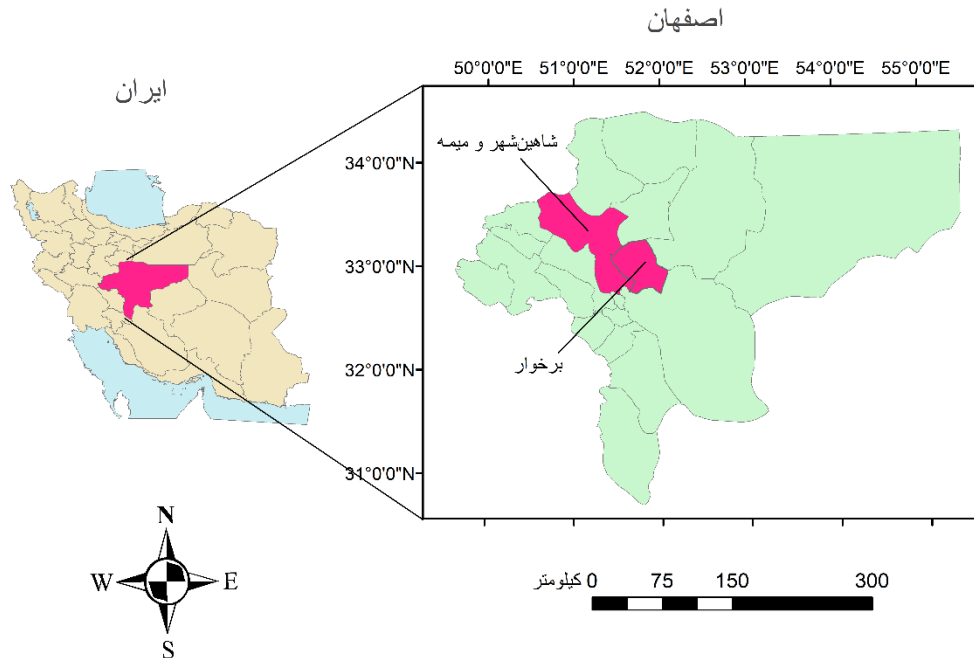 اصفهان
ایران
50°0'0"E 51°0'0"E 52°0'0"E 53°0'0"E 54°0'0"E 55°0'0"E
شاهین‌شهر و میمه
34°0'0"N
33°0'0"N
برخوار
32°0'0"N
31°0'0"N
N
W E
S
کیلومتر 0 75 150 300